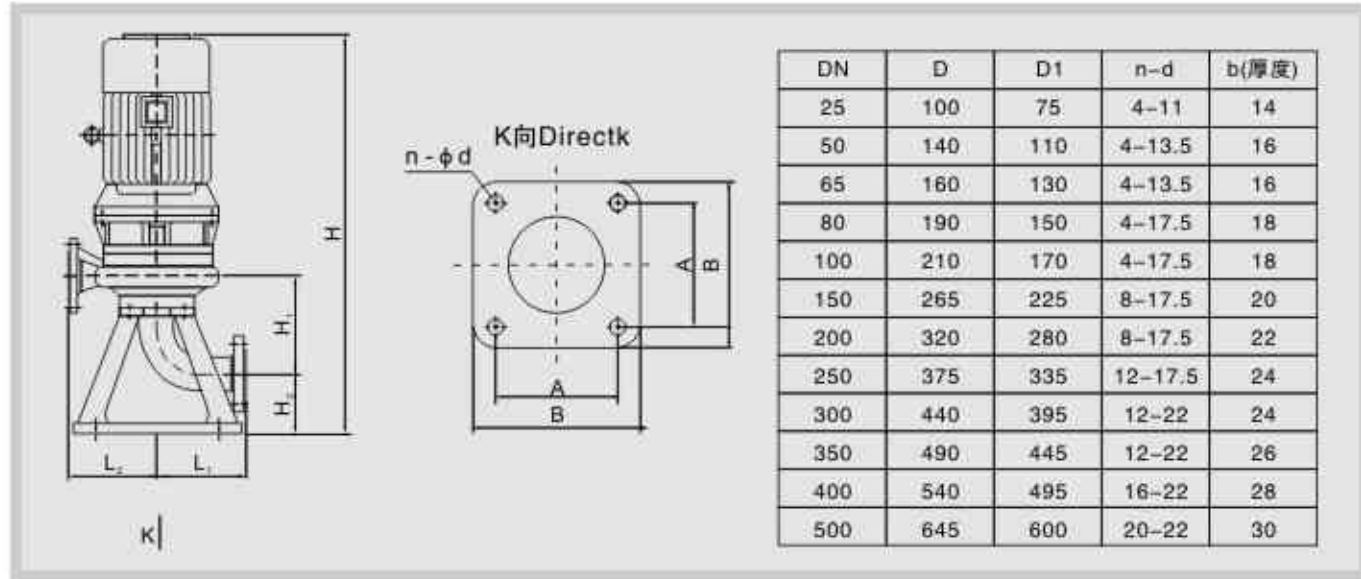 K向Directk
n-ϕd
H
H₁
H₂
L₂
L₁
K
A
B
A
B
DN D D1 n-d b(厚度)
25 100 75 4-11 14
50 140 110 4-13.5 16
65 160 130 4-13.5 16
80 190 150 4-17.5 18
100 210 170 4-17.5 18
150 265 225 8-17.5 20
200 320 280 8-17.5 22
250 375 335 12-17.5 24
300 440 395 12-22 24
350 490 445 12-22 26
400 540 495 16-22 28
500 645 600 20-22 30